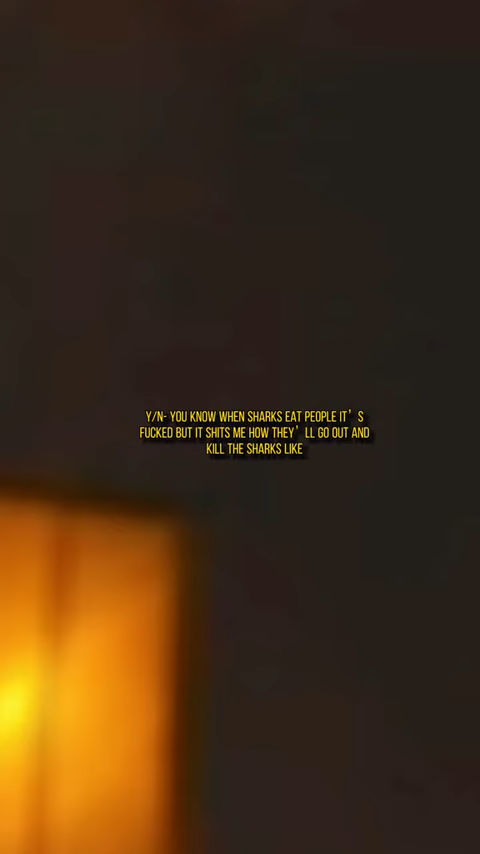 Y/N- YOU KNOW WHEN SHARKS EAT PEOPLE IT'S
FUCKED BUT IT SHITS ME HOW THEY'LL GO OUT AND
KILL THE SHARKS LIKE